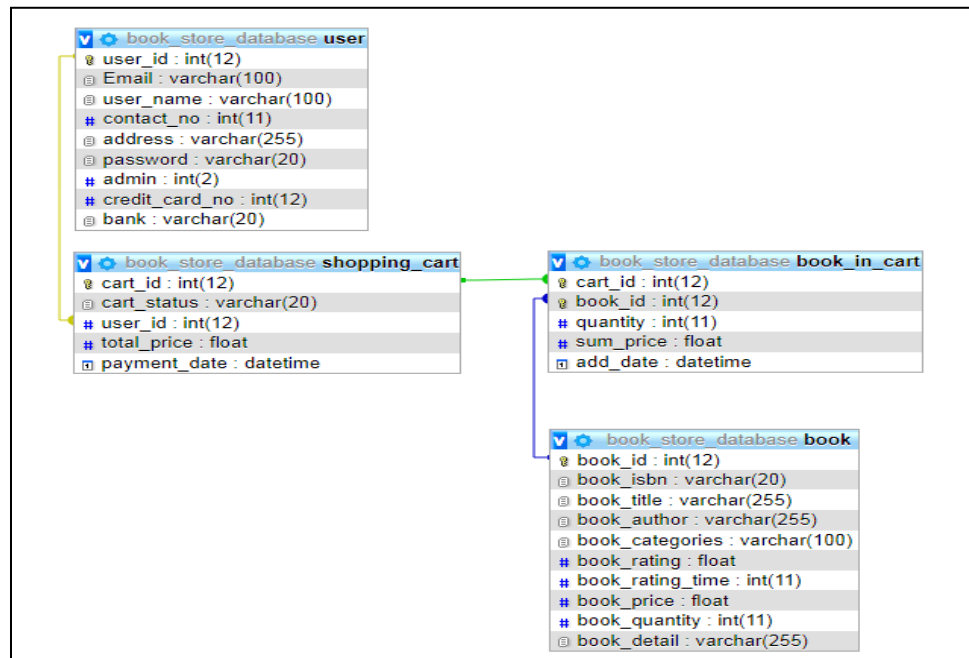 book_store_database user
user_id : int(12)
Email : varchar(100)
user_name : varchar(100)
contact_no : int(11)
address : varchar(255)
password : varchar(20)
admin : int(2)
credit_card_no : int(12)
bank : varchar(20)
book_store_database shopping_cart
cart_id : int(12)
cart_status : varchar(20)
user_id : int(12)
total_price : float
payment_date : datetime
book_store_database book_in_cart
cart_id : int(12)
book_id : int(12)
quantity : int(11)
sum_price : float
add_date : datetime
book_store_database book
book_id : int(12)
book_isbn : varchar(20)
book_title : varchar(255)
book_author : varchar(255)
book_categories : varchar(100)
book_rating : float
book_rating_time : int(11)
book_price : float
book_quantity : int(11)
book_detail : varchar(255)